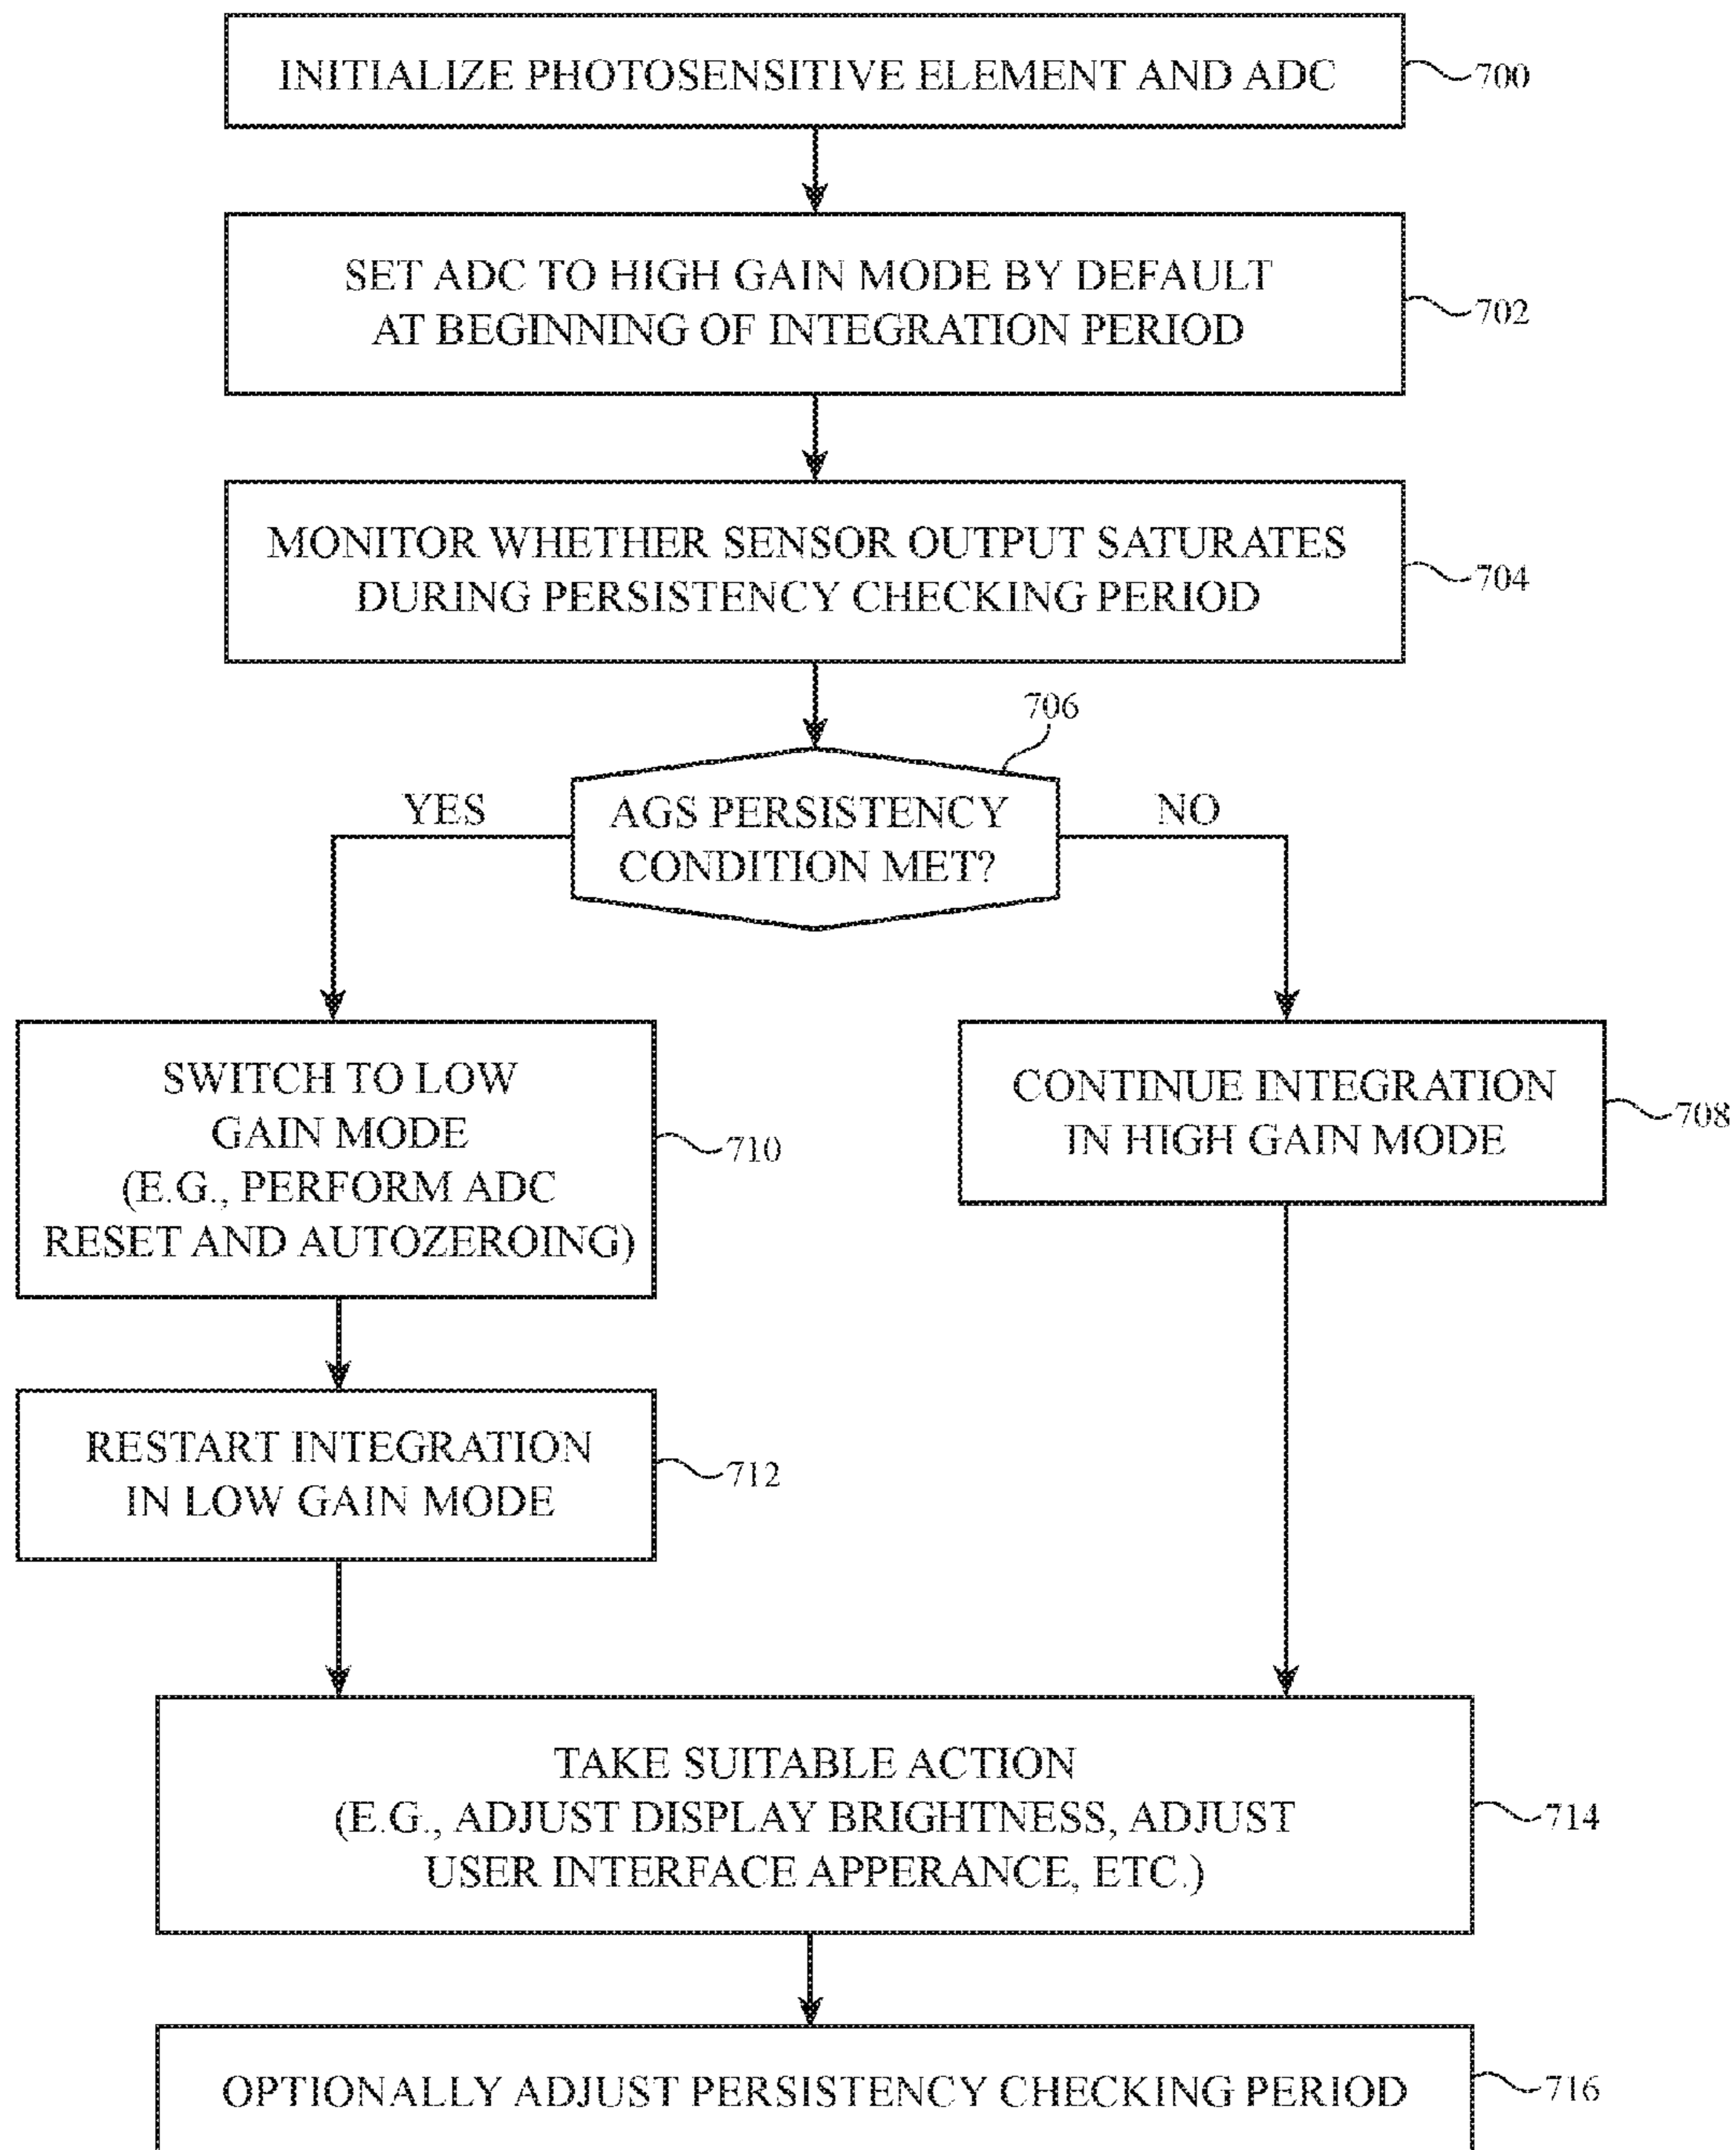 INITIALIZE PHOTOSENSITIVE ELEMENT AND ADC
700
SET ADC TO HIGH GAIN MODE BY DEFAULT
AT BEGINNING OF INTEGRATION PERIOD
702
MONITOR WHETHER SENSOR OUTPUT SATURATES
DURING PERSISTENCY CHECKING PERIOD
704
706
YES
AGS PERSISTENCY
CONDITION MET?
NO
SWITCH TO LOW
GAIN MODE
(E.G., PERFORM ADC
RESET AND AUTOZEROING)
710
CONTINUE INTEGRATION
IN HIGH GAIN MODE
708
RESTART INTEGRATION
IN LOW GAIN MODE
712
TAKE SUITABLE ACTION
(E.G., ADJUST DISPLAY BRIGHTNESS, ADJUST
USER INTERFACE APPERANCE, ETC.)
714
OPTIONALLY ADJUST PERSISTENCY CHECKING PERIOD
716